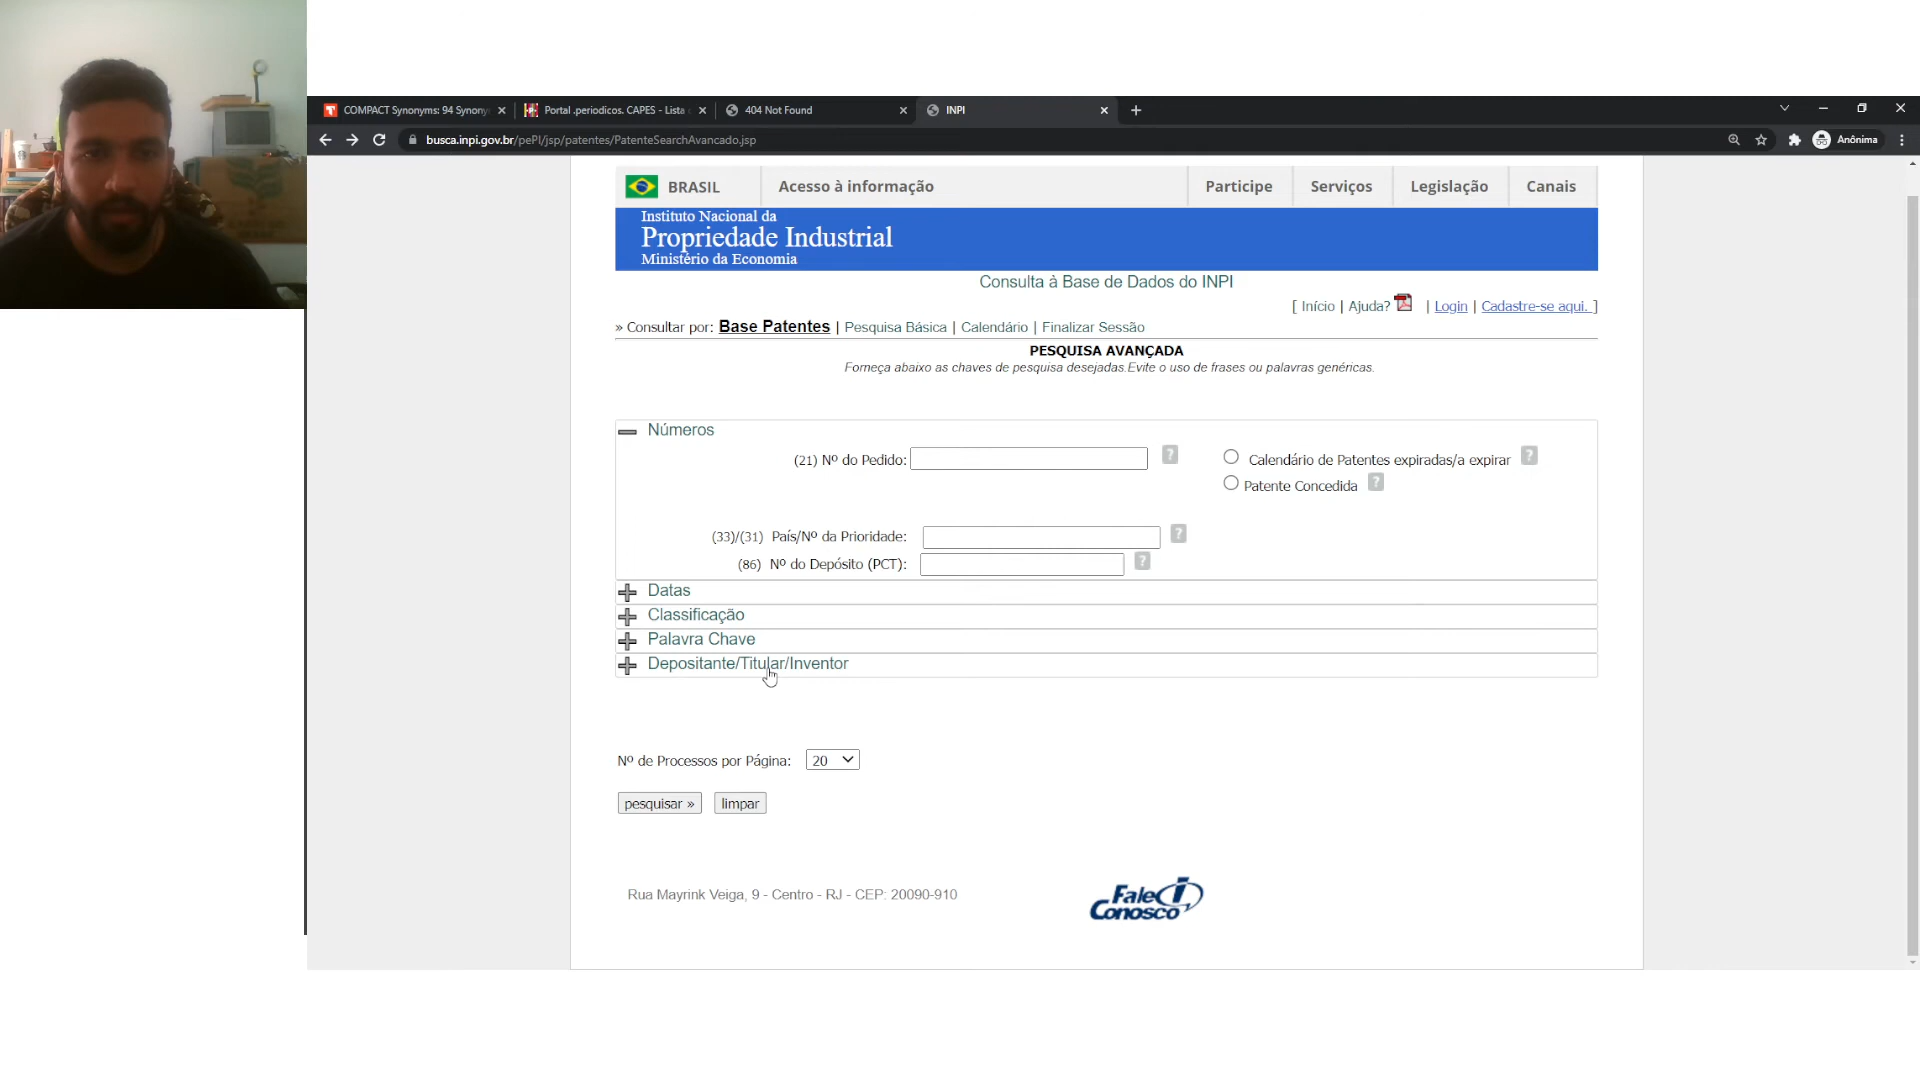 COMPACT Synonyms: 94 Synony
Portal .periodicos. CAPES - Lista
404 Not Found
INPI
busca.inpi.gov.br/pePI/jsp/patentes/PatenteSearchAvancado.jsp
Anônima
BRASIL
Acesso à informação
Participe
Serviços
Legislação
Canais
Instituto Nacional da
Propriedade Industrial
Ministério da Economia
Consulta à Base de Dados do INPI
[ Início | Ajuda? | Login | Cadastre-se aqui. ]
» Consultar por: Base Patentes | Pesquisa Básica | Calendário | Finalizar Sessão
PESQUISA AVANÇADA
Forneça abaixo as chaves de pesquisa desejadas.Evite o uso de frases ou palavras genéricas.
Números
(21) Nº do Pedido: ?
Calendário de Patentes expiradas/a expirar ?
Patente Concedida ?
(33)/(31) País/Nº da Prioridade: ?
(86) Nº do Depósito (PCT): ?
Datas
Classificação
Palavra Chave
Depositante/Titular/Inventor
Nº de Processos por Página: 20
pesquisar » limpar
Rua Mayrink Veiga, 9 - Centro - RJ - CEP: 20090-910
Fale
Conosco